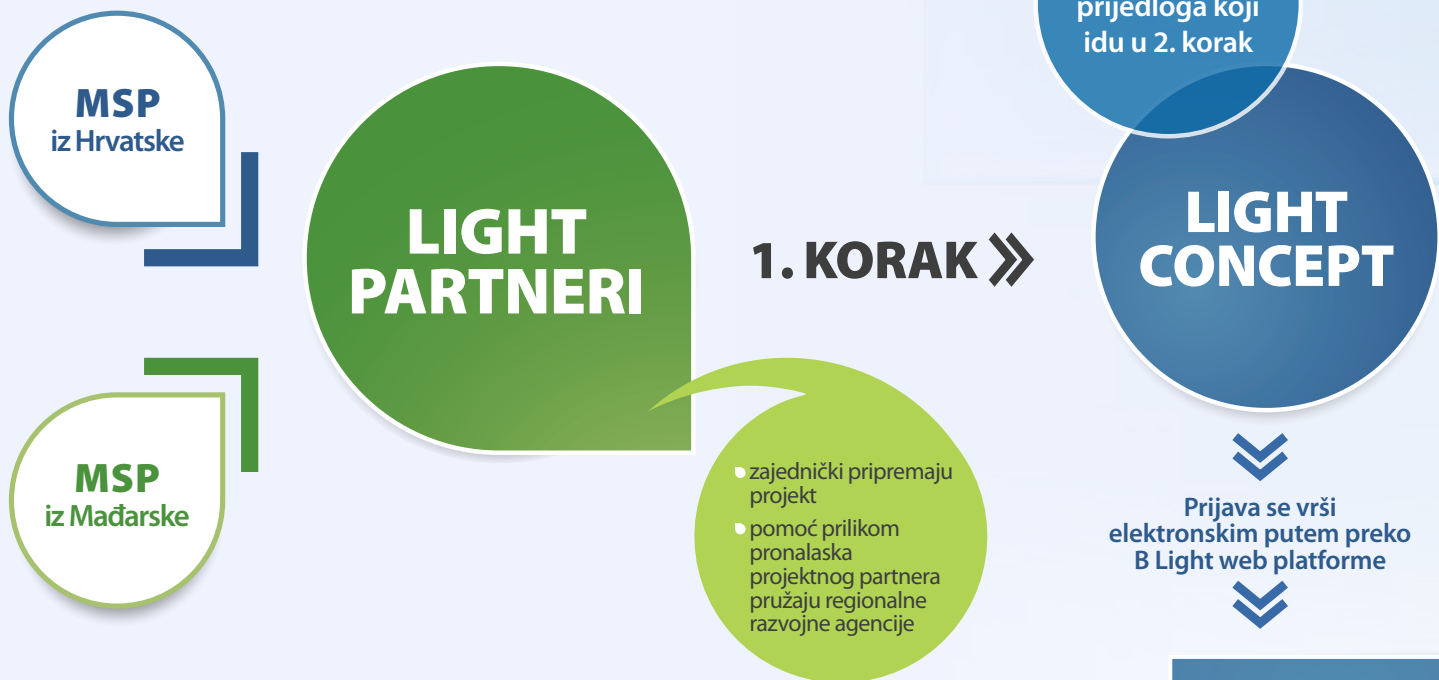 prijedloga koji
idu u 2. korak
MSP
iz Hrvatske
LIGHT
PARTNERI
1. KORAK
LIGHT
CONCEPT
MSP
iz Mađarske
zajednički pripremaju
projekt
pomoć prilikom
pronalaska
projektnog partnera
pružaju regionalne
razvojne agencije
Prijava se vrši
elektronskim putem preko
B Light web platforme